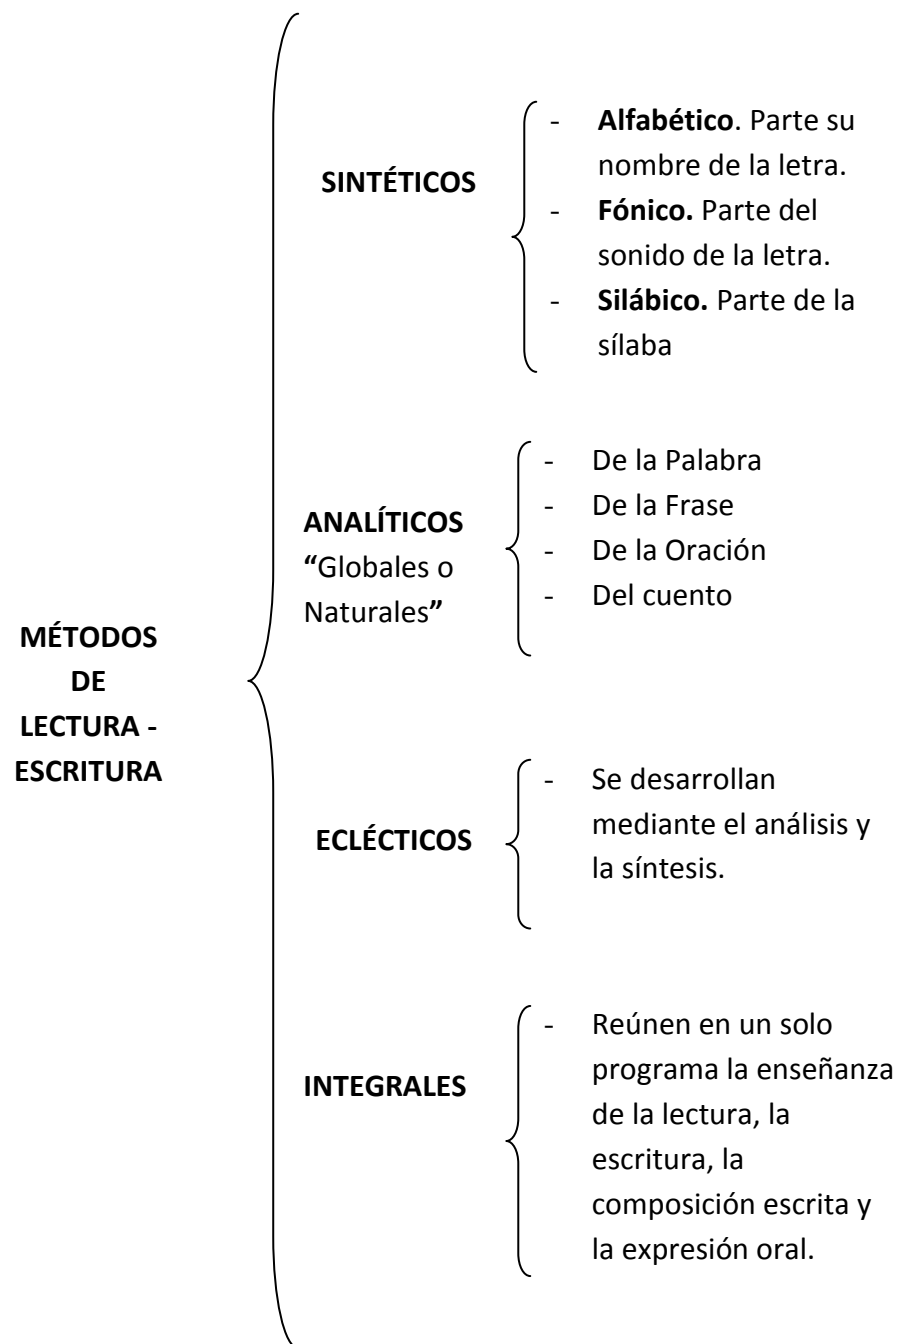 MÉTODOS
DE
LECTURA -
ESCRITURA
SINTÉTICOS
- Alfabético. Parte su
nombre de la letra.
- Fónico. Parte del
sonido de la letra.
- Silábico. Parte de la
sílaba
ANALÍTICOS
“Globales o
Naturales”
- De la Palabra
- De la Frase
- De la Oración
- Del cuento
ECLÉCTICOS
- Se desarrollan
mediante el análisis y
la síntesis.
INTEGRALES
- Reúnen en un solo
programa la enseñanza
de la lectura, la
escritura, la
composición escrita y
la expresión oral.